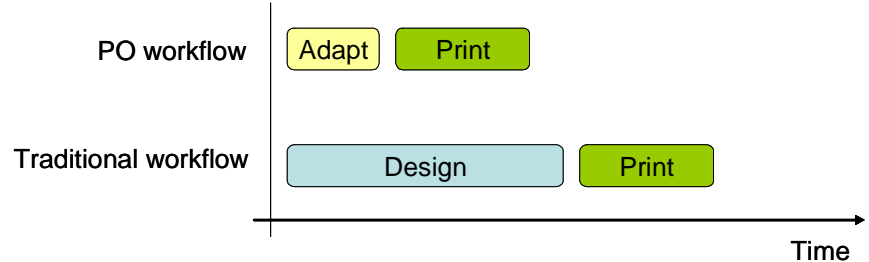 PO workflow
Adapt
Print
Traditional workflow
Design
Print
Time